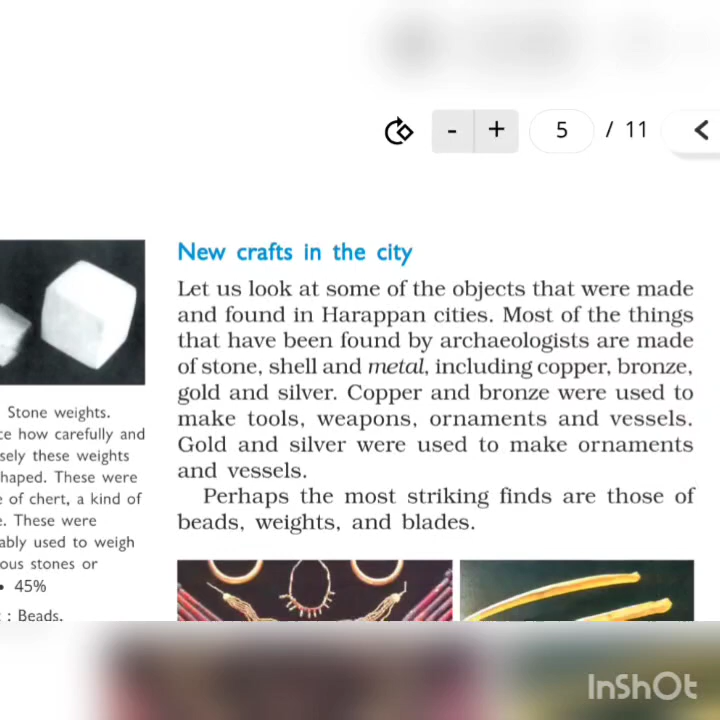 - + 5 / 11 <
New crafts in the city
Let us look at some of the objects that were made
and found in Harappan cities. Most of the things
that have been found by archaeologists are made
of stone, shell and metal, including copper, bronze,
gold and silver. Copper and bronze were used to
make tools, weapons, ornaments and vessels.
Gold and silver were used to make ornaments
and vessels.
Perhaps the most striking finds are those of
beads, weights, and blades.
Stone weights.
how carefully and
these weights
These were
of chert, a kind of
These were
used to weigh
stones or
45%
: Beads.
InShOt